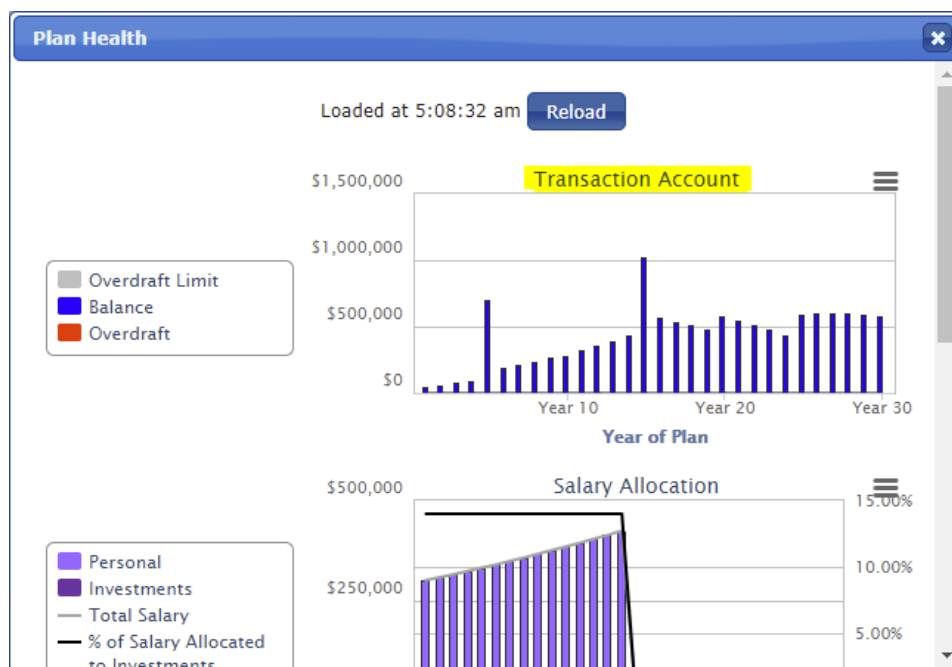 Plan Health
Loaded at 5:08:32 am Reload
Transaction Account
$1,500,000
$1,000,000
$500,000
$0
Overdraft Limit
Balance
Overdraft
Year 10 Year 20 Year 30
Year of Plan
Salary Allocation
$500,000
$250,000
15.00%
10.00%
5.00%
Personal
Investments
Total Salary
% of Salary Allocated
to Investments